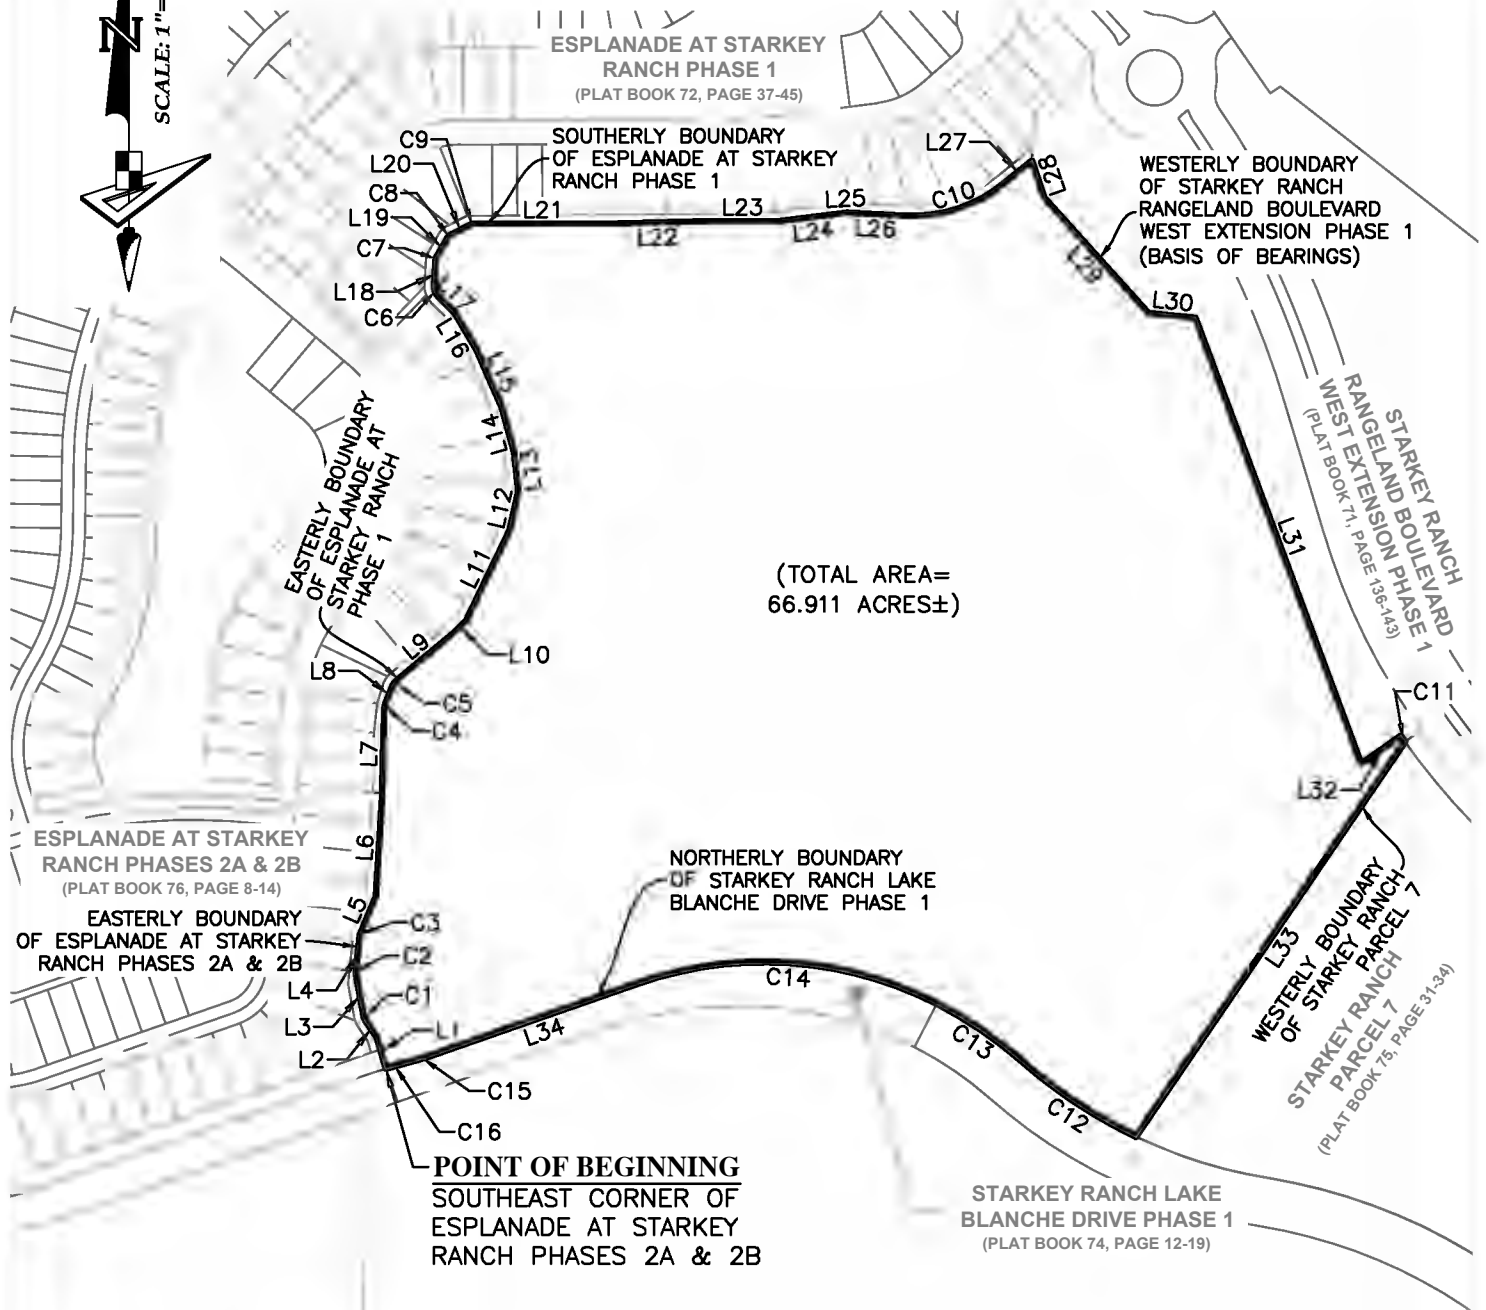 N
SCALE: 1"=
ESPLANADE AT STARKEY
RANCH PHASE 1
(PLAT BOOK 72, PAGE 37-45)
SOUTHERLY BOUNDARY
OF ESPLANADE AT STARKEY
RANCH PHASE 1
C9
L20
C8
L19
C7
L18
C6
L17
L16
L15
L14
L13
L12
L11
L10
L21
L22
L23
L24
L25
L26
C10
L27
L28
L29
L30
WESTERLY BOUNDARY
OF STARKEY RANCH
RANGELAND BOULEVARD
WEST EXTENSION PHASE 1
(BASIS OF BEARINGS)
STARKEY RANCH
RANGELAND BOULEVARD
WEST EXTENSION PHASE 1
(PLAT BOOK 71, PAGE 136-143)
L31
C11
L32
EASTERLY BOUNDARY
OF ESPLANADE AT
STARKEY RANCH
PHASE 1
(TOTAL AREA=
66.911 ACRES±)
L9
L8
C5
C4
L7
L6
L5
ESPLANADE AT STARKEY
RANCH PHASES 2A & 2B
(PLAT BOOK 76, PAGE 8-14)
EASTERLY BOUNDARY
OF ESPLANADE AT STARKEY
RANCH PHASES 2A & 2B
C3
C2
L4
C1
L3
L1
L2
NORTHERLY BOUNDARY
OF STARKEY RANCH LAKE
BLANCHE DRIVE PHASE 1
L34
C14
C13
C12
L33
WESTERLY BOUNDARY
OF STARKEY RANCH
PARCEL 7
STARKEY RANCH
PARCEL 7
(PLAT BOOK 75, PAGE 31-34)
C15
C16
POINT OF BEGINNING
SOUTHEAST CORNER OF
ESPLANADE AT STARKEY
RANCH PHASES 2A & 2B
STARKEY RANCH LAKE
BLANCHE DRIVE PHASE 1
(PLAT BOOK 74, PAGE 12-19)